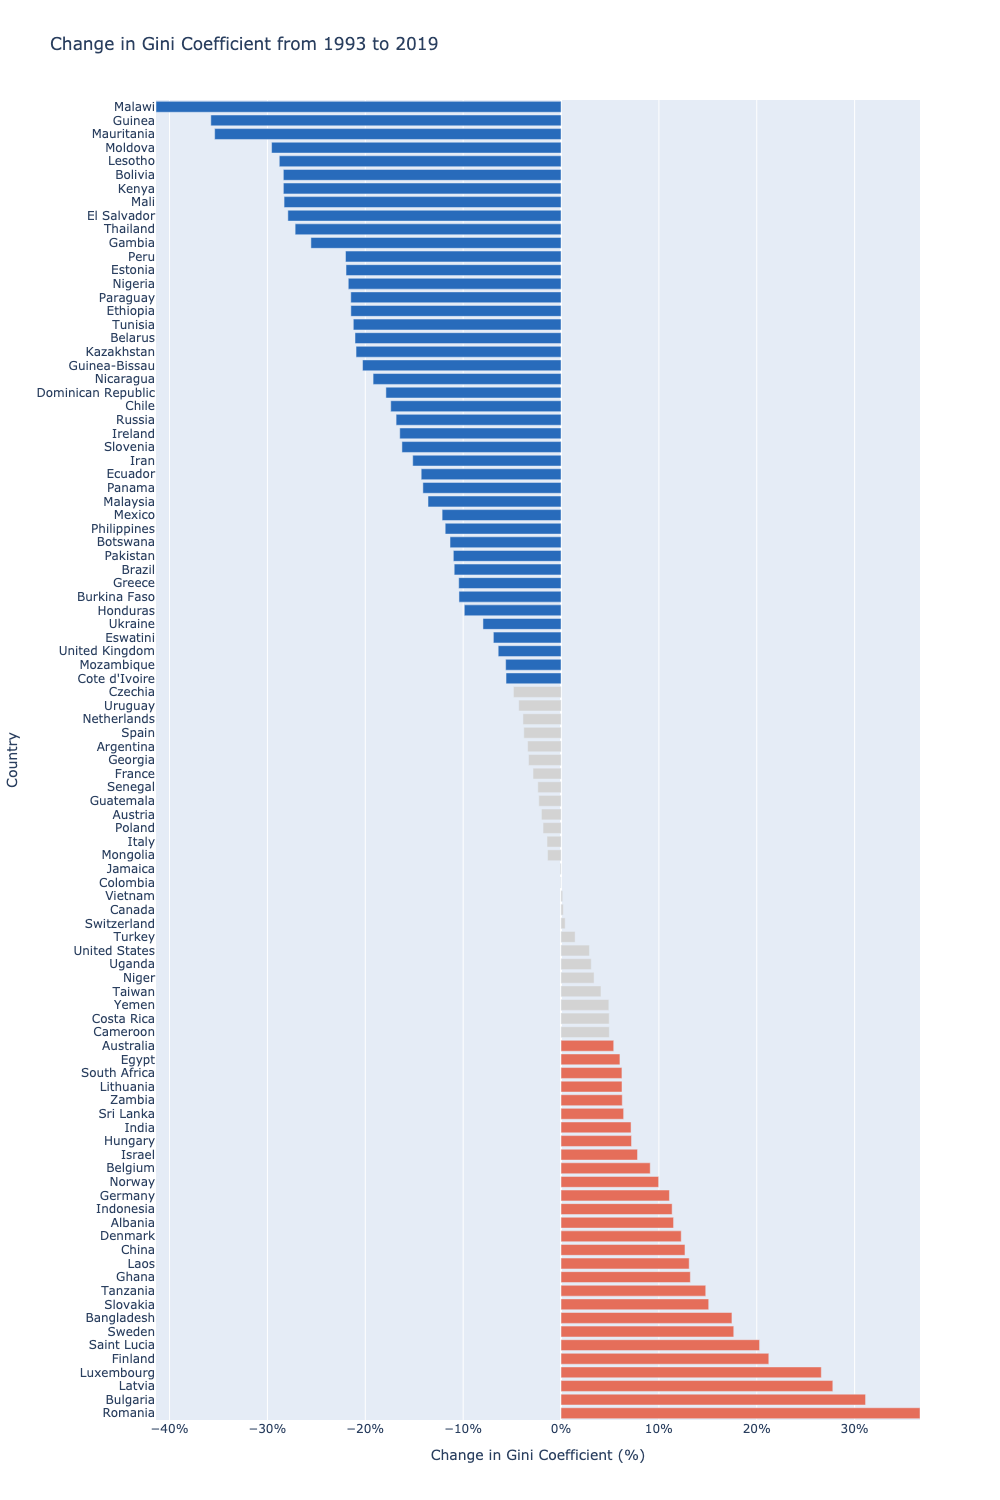 Change in Gini Coefficient from 1993 to 2019
Malawi
Guinea
Mauritania
Moldova
Lesotho
Bolivia
Kenya
Mali
El Salvador
Thailand
Gambia
Peru
Estonia
Nigeria
Paraguay
Ethiopia
Tunisia
Belarus
Kazakhstan
Guinea-Bissau
Nicaragua
Dominican Republic
Chile
Russia
Ireland
Slovenia
Iran
Ecuador
Panama
Malaysia
Mexico
Philippines
Botswana
Pakistan
Brazil
Greece
Burkina Faso
Honduras
Ukraine
Eswatini
United Kingdom
Mozambique
Cote d'Ivoire
Czechia
Uruguay
Netherlands
Spain
Argentina
Georgia
France
Senegal
Guatemala
Austria
Poland
Italy
Mongolia
Jamaica
Colombia
Vietnam
Canada
Switzerland
Turkey
United States
Uganda
Niger
Taiwan
Yemen
Costa Rica
Cameroon
Australia
Egypt
South Africa
Lithuania
Zambia
Sri Lanka
India
Hungary
Israel
Belgium
Norway
Germany
Indonesia
Albania
Denmark
China
Laos
Ghana
Tanzania
Slovakia
Bangladesh
Sweden
Saint Lucia
Finland
Luxembourg
Latvia
Bulgaria
Romania
Country
−40% −30% −20% −10% 0% 10% 20% 30%
Change in Gini Coefficient (%)